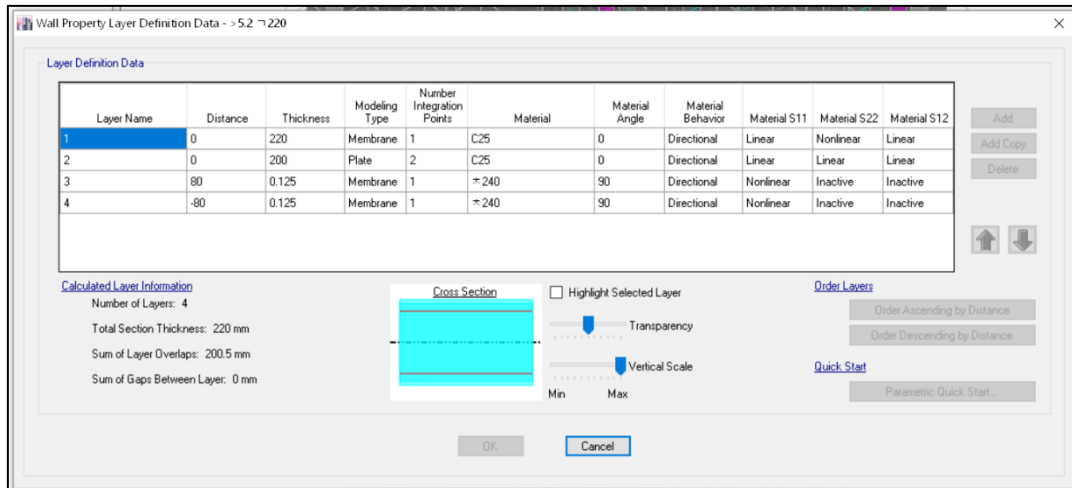 Wall Property Layer Definition Data - >5.2 ㄱ220
Layer Definition Data
Layer Name Distance Thickness Modeling Type Number Integration Points Material Material Angle Material Behavior Material S11 Material S22 Material S12
1 0 220 Membrane 1 C25 0 Directional Linear Nonlinear Linear
2 0 200 Plate 2 C25 0 Directional Linear Linear Linear
3 80 0.125 Membrane 1 ㅊ240 90 Directional Nonlinear Inactive Inactive
4 -80 0.125 Membrane 1 ㅊ240 90 Directional Nonlinear Inactive Inactive
Add
Add Copy
Delete
Calculated Layer Information
Number of Layers: 4
Total Section Thickness: 220 mm
Sum of Layer Overlaps: 200.5 mm
Sum of Gaps Between Layer: 0 mm
Cross Section
Highlight Selected Layer
Transparency
Vertical Scale
Min Max
Order Layers
Order Ascending by Distance
Order Descending by Distance
Quick Start
Parametric Quick Start...
OK
Cancel